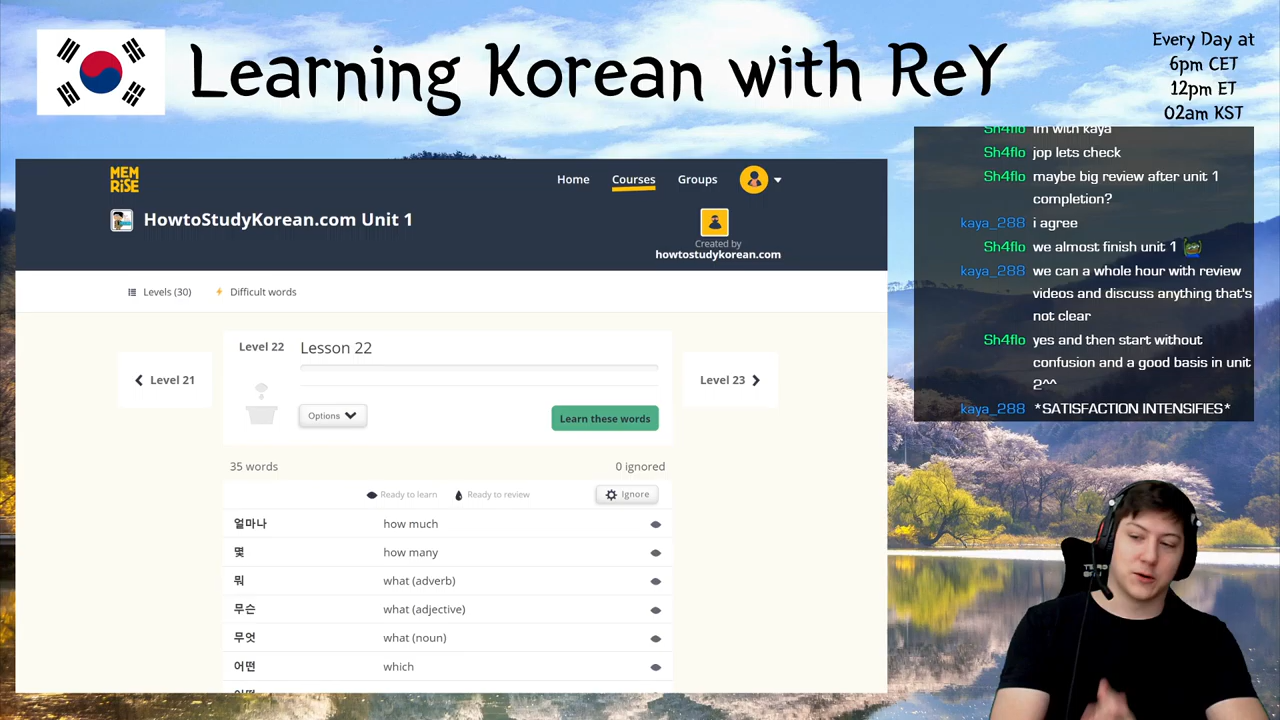 Learning Korean with ReY
Every Day at
6pm CET
12pm ET
02am KST
MEM
RiSE
Home
Courses
Groups
HowtoStudyKorean.com Unit 1
Created by
howtostudykorean.com
Levels (30)
Difficult words
Level 21
Level 22
Lesson 22
Options
Learn these words
Level 23
35 words
0 ignored
Ready to learn
Ready to review
Ignore
얼마나 how much
몇 how many
뭐 what (adverb)
무슨 what (adjective)
무엇 what (noun)
어떤 which
Sh4flo im with kaya
Sh4flo jop lets check
Sh4flo maybe big review after unit 1
completion?
kaya_288 i agree
Sh4flo we almost finish unit 1
kaya_288 we can a whole hour with review
videos and discuss anything that's
not clear
Sh4flo yes and then start without
confusion and a good basis in unit
2^^
kaya_288 *SATISFACTION INTENSIFIES*